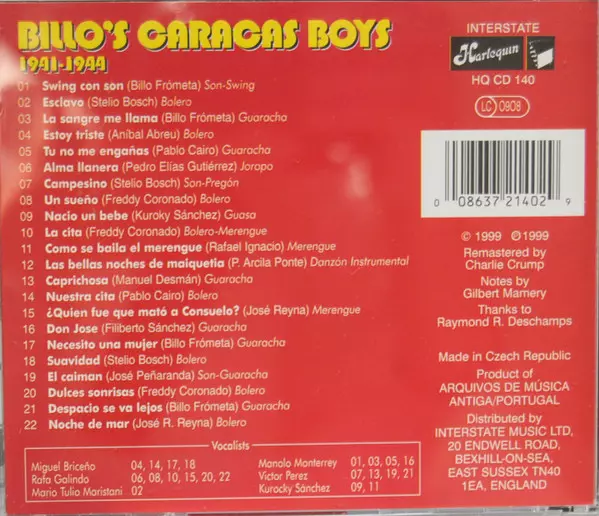 BILLO'S CARACAS BOYS
1941-1944
01 Swing con son (Billo Frómeta) Son-Swing
02 Esclavo (Stelio Bosch) Bolero
03 La sangre me llama (Billo Frómeta) Guaracha
04 Estoy triste (Aníbal Abreu) Bolero
05 Tu no me engañas (Pablo Cairo) Guaracha
06 Alma llanera (Pedro Elías Gutiérrez) Joropo
07 Campesino (Stelio Bosch) Son-Pregón
08 Un sueño (Freddy Coronado) Bolero
09 Nacio un bebe (Kuroky Sánchez) Guasa
10 La cita (Freddy Coronado) Bolero-Merengue
11 Como se baila el merengue (Rafael Ignacio) Merengue
12 Las bellas noches de maiquetia (P. Arcila Ponte) Danzón Instrumental
13 Caprichosa (Manuel Desmán) Guaracha
14 Nuestra cita (Pablo Cairo) Bolero
15 ¿Quien fue que mató a Consuelo? (José Reyna) Merengue
16 Don Jose (Filiberto Sánchez) Guaracha
17 Necesito una mujer (Billo Frómeta) Guaracha
18 Suavidad (Stelio Bosch) Bolero
19 El caiman (José Peñaranda) Son-Guaracha
20 Dulces sonrisas (Freddy Coronado) Bolero
21 Despacio se va lejos (Billo Frómeta) Guaracha
22 Noche de mar (José R. Reyna) Bolero
Vocalists
Miguel Briceño 04, 14, 17, 18
Rafa Galindo 06, 08, 10, 15, 20, 22
Mario Tulio Maristani 02
Manolo Monterrey 01, 03, 05, 16
Victor Perez 07, 13, 19, 21
Kurocky Sánchez 09, 11
INTERSTATE
Harlequin
HQ CD 140
LC 0908
0 08637 21402 9
© 1999 ℗1999
Remastered by
Charlie Crump
Notes by
Gilbert Mamery
Thanks to
Raymond R. Deschamps
Made in Czech Republic
Product of
ARQUIVOS DE MÚSICA
ANTIGA/PORTUGAL
Distributed by
INTERSTATE MUSIC LTD,
20 ENDWELL ROAD,
BEXHILL-ON-SEA,
EAST SUSSEX TN40
1EA, ENGLAND